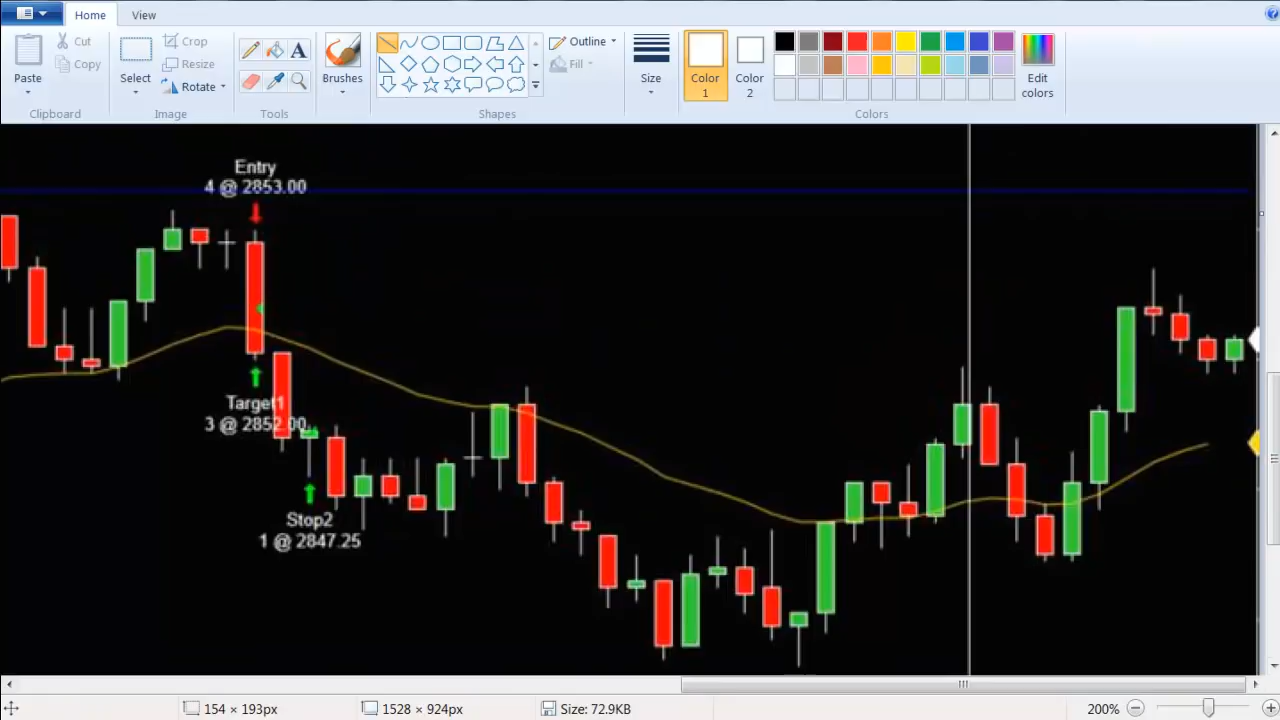 Home
View
Paste
Cut
Copy
Clipboard
Select
Crop
Resize
Rotate
Image
A
Tools
Brushes
Outline
Fill
Shapes
Size
Color
1
Color
2
Edit
colors
Colors
Entry
4 @ 2853.00
Target1
3 @ 2852.00
Stop2
1 @ 2847.25
154 × 193px
1528 × 924px
Size: 72.9KB
200%